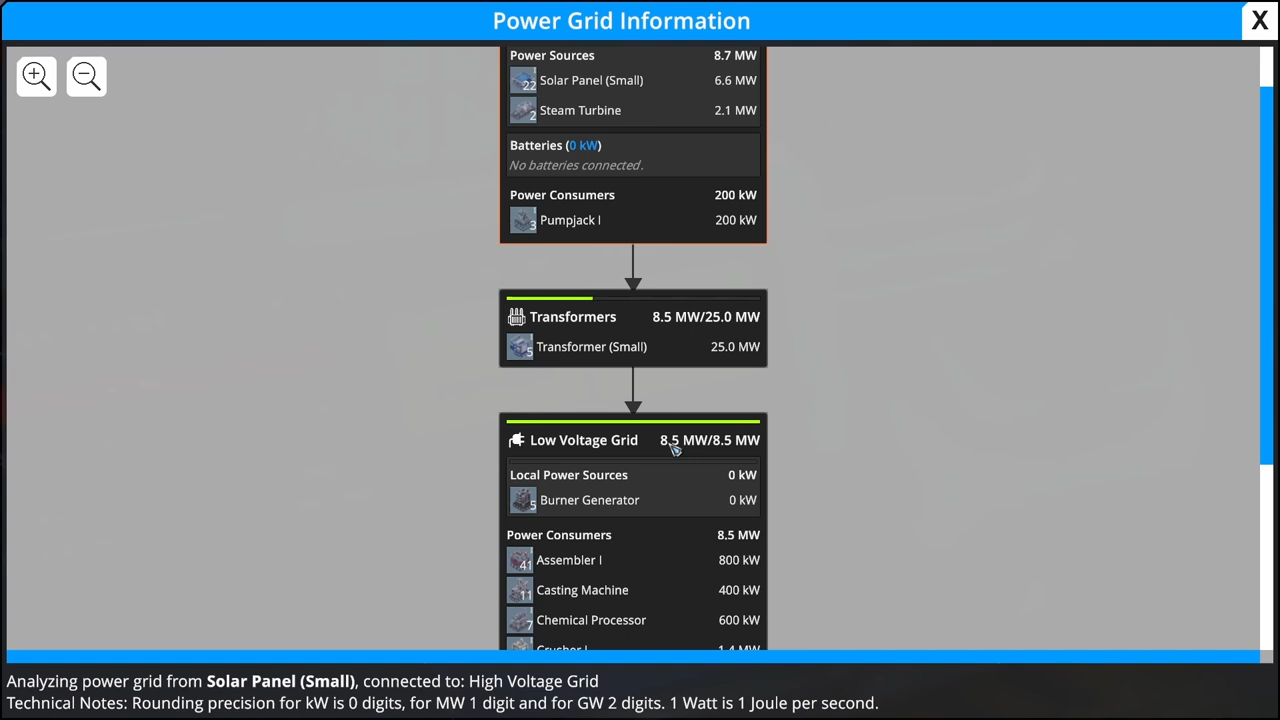 Power Grid Information
X
Power Sources 8.7 MW
22 Solar Panel (Small) 6.6 MW
2 Steam Turbine 2.1 MW
Batteries (0 kW)
No batteries connected.
Power Consumers 200 kW
3 Pumpjack I 200 kW
Transformers 8.5 MW/25.0 MW
5 Transformer (Small) 25.0 MW
Low Voltage Grid 8.5 MW/8.5 MW
Local Power Sources 0 kW
5 Burner Generator 0 kW
Power Consumers 8.5 MW
41 Assembler I 800 kW
11 Casting Machine 400 kW
7 Chemical Processor 600 kW
Crusher I 1.4 MW
Analyzing power grid from Solar Panel (Small), connected to: High Voltage Grid
Technical Notes: Rounding precision for kW is 0 digits, for MW 1 digit and for GW 2 digits. 1 Watt is 1 Joule per second.